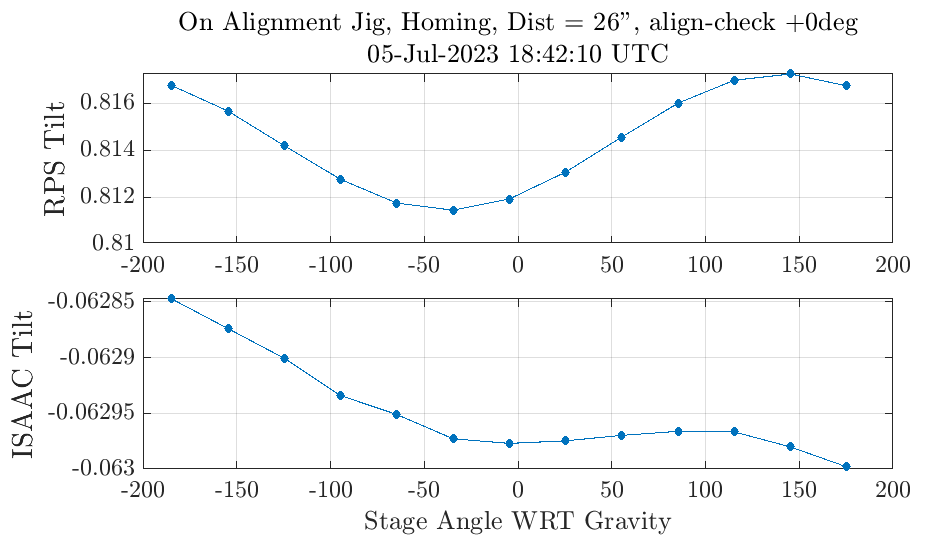 On Alignment Jig, Homing, Dist = 26”, align-check +0deg
05-Jul-2023 18:42:10 UTC
RPS Tilt
0.816
0.814
0.812
0.81
-200 -150 -100 -50 0 50 100 150 200
ISAAC Tilt
-0.06285
-0.0629
-0.06295
-0.063
-200 -150 -100 -50 0 50 100 150 200
Stage Angle WRT Gravity